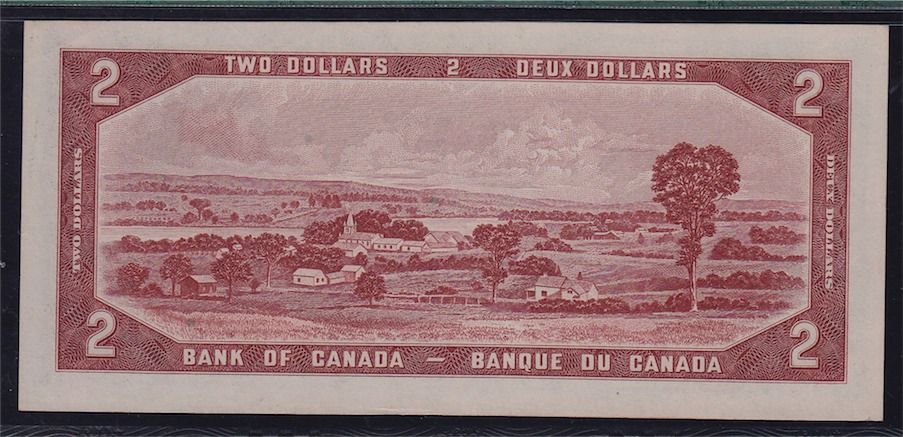 TWO DOLLARS 2 DEUX DOLLARS
2 2
TWO DOLLARS
DEUX DOLLARS
2 2
BANK OF CANADA — BANQUE DU CANADA